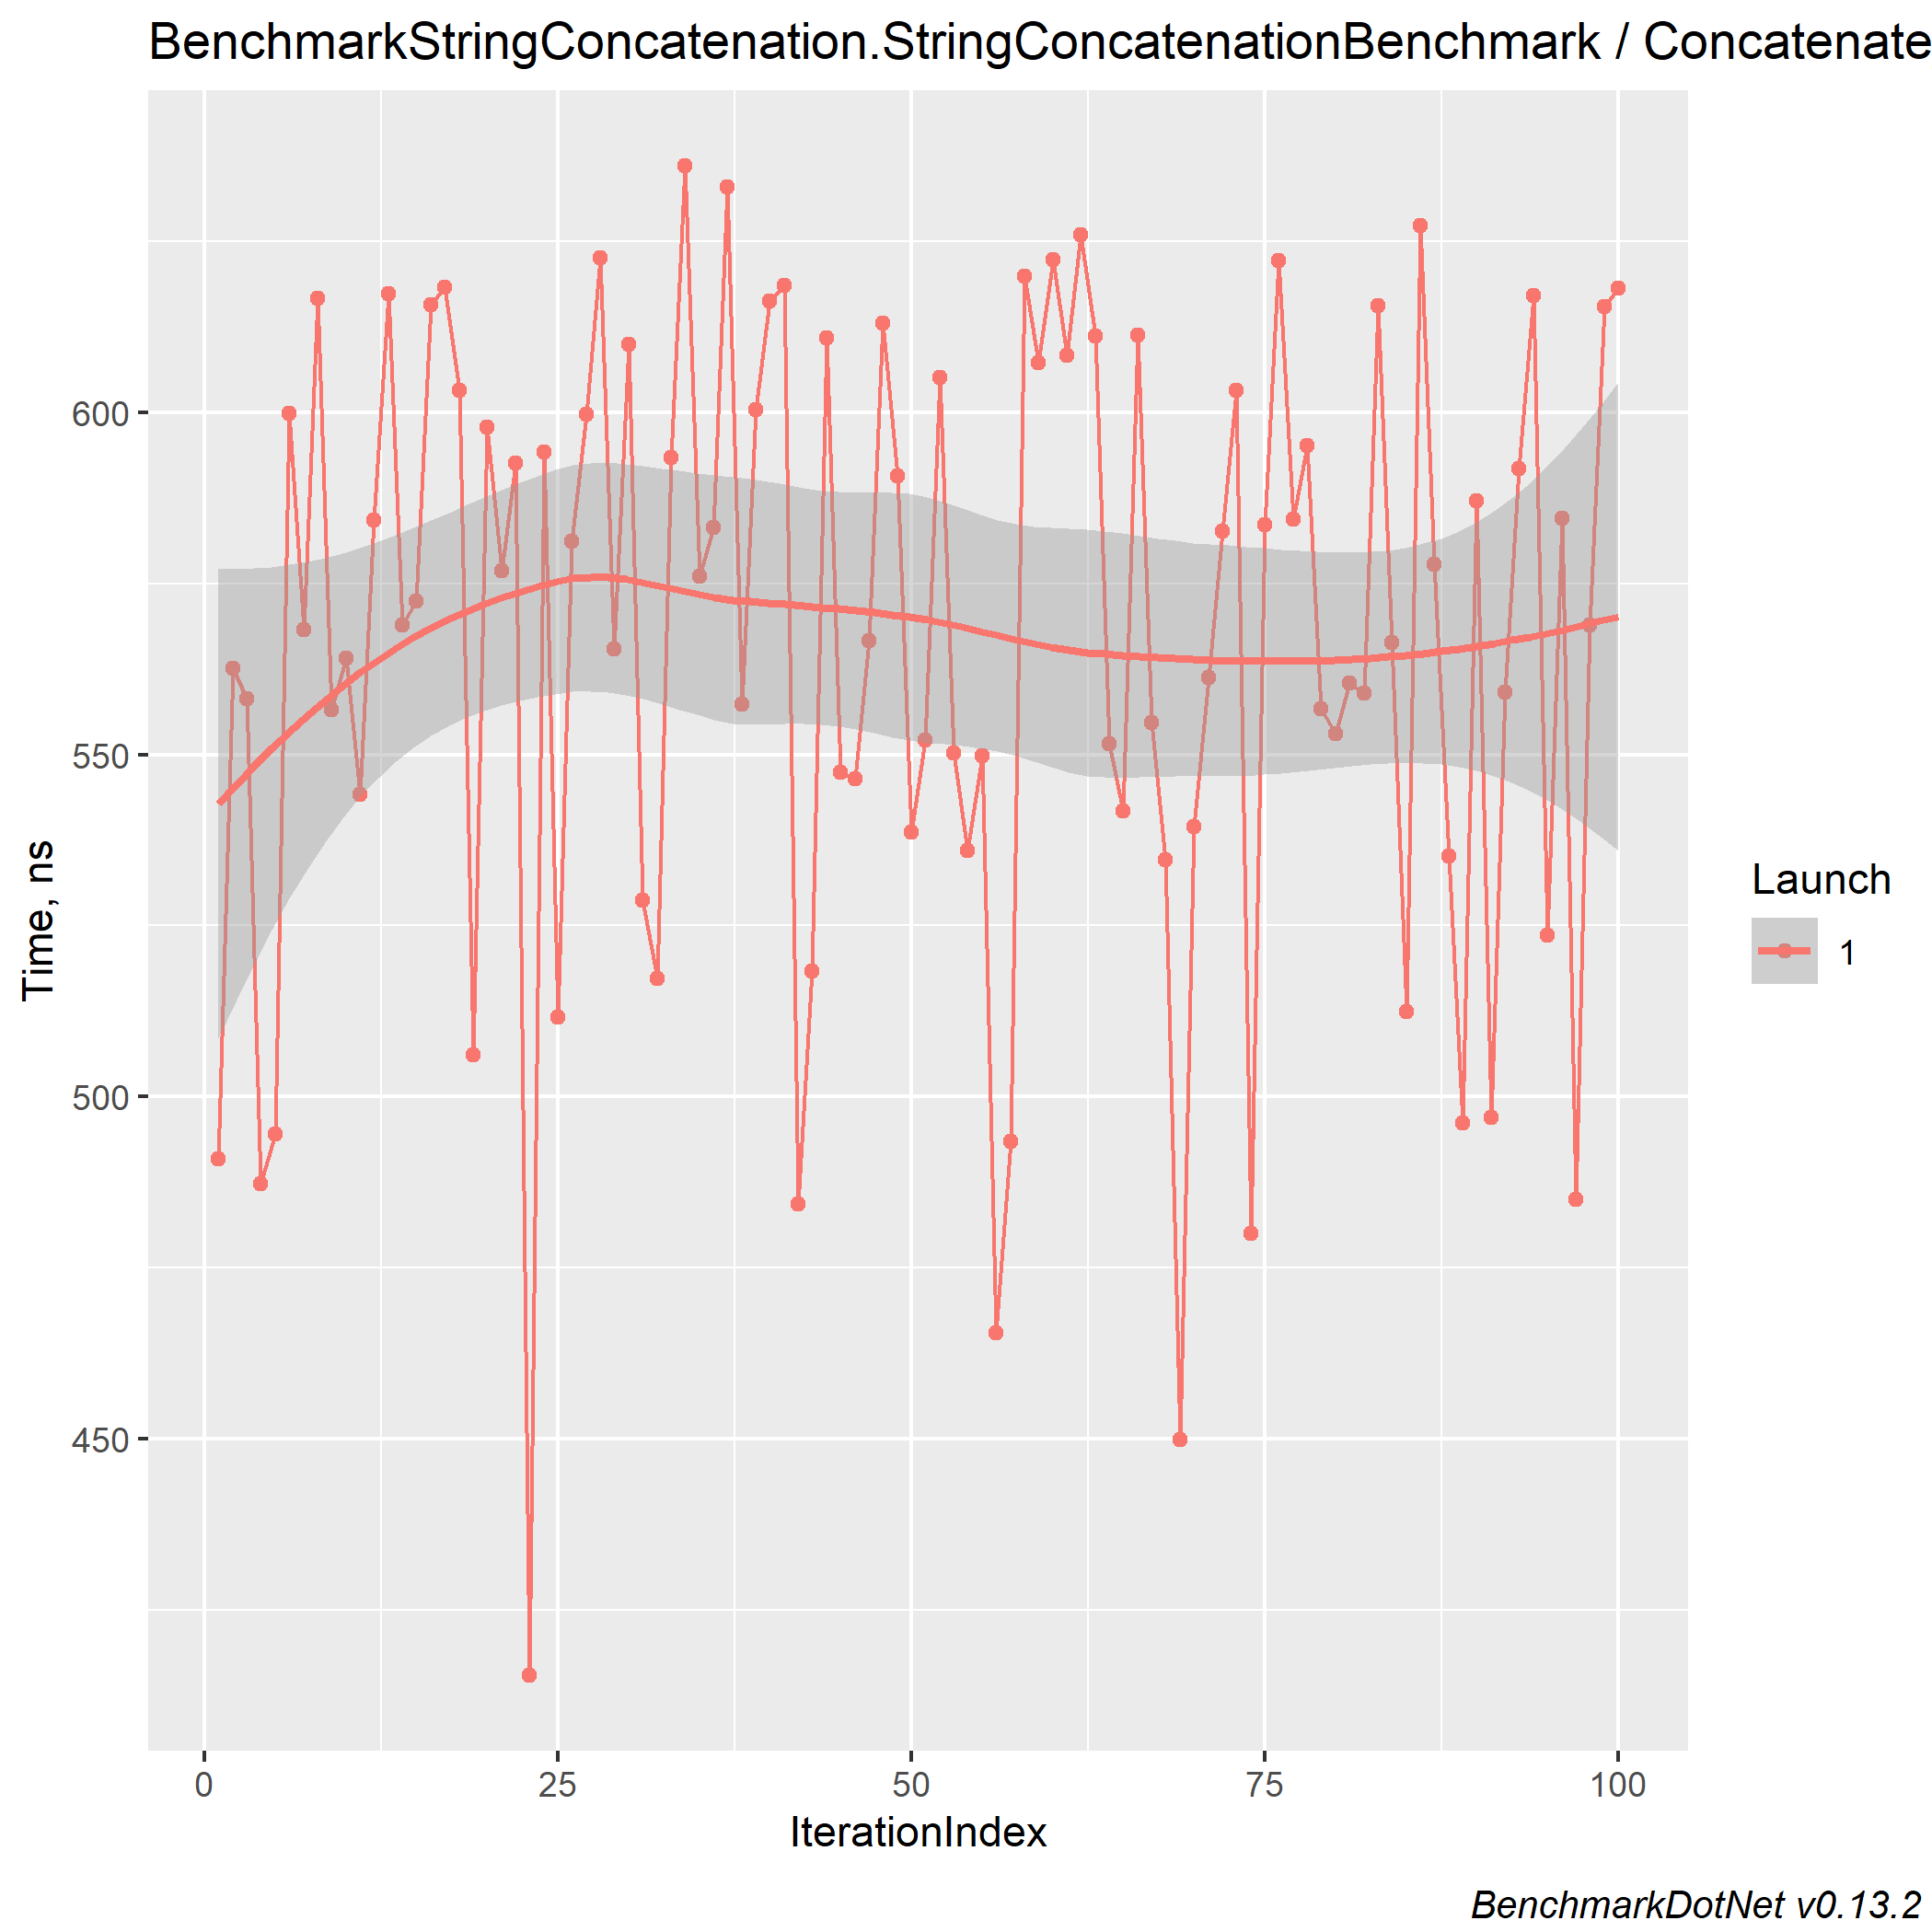 BenchmarkStringConcatenation.StringConcatenationBenchmark / Concatenate
600
550
500
450
Time, ns
0 25 50 75 100
IterationIndex
Launch
1
BenchmarkDotNet v0.13.2